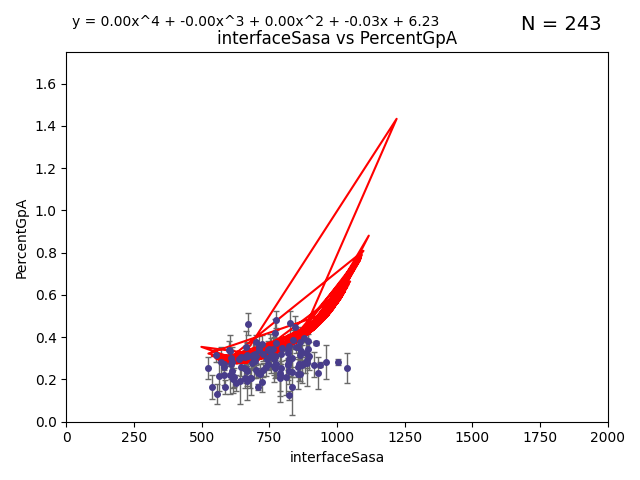 y = 0.00x^4 + -0.00x^3 + 0.00x^2 + -0.03x + 6.23
N = 243
interfaceSasa vs PercentGpA
PercentGpA
1.6
1.4
1.2
1.0
0.8
0.6
0.4
0.2
0.0
0 250 500 750 1000 1250 1500 1750 2000
interfaceSasa